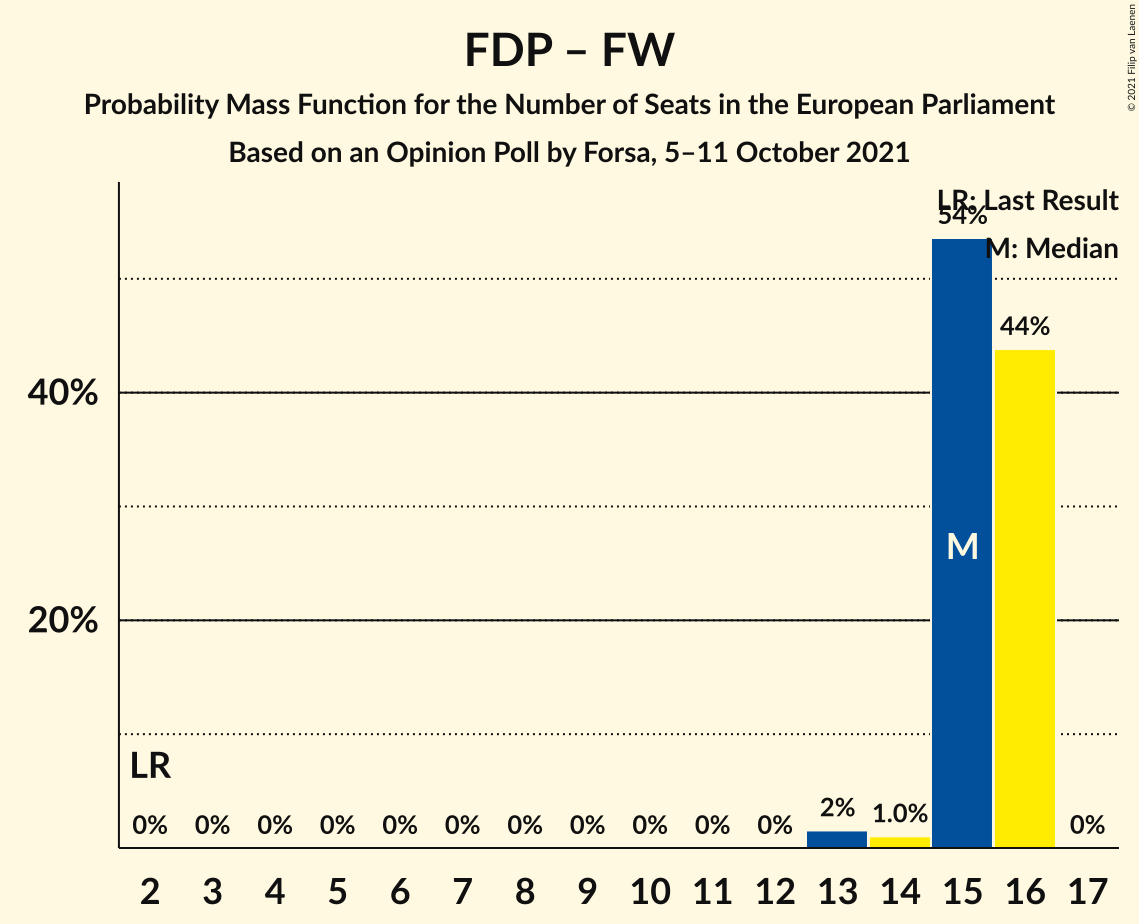 FDP – FW
Probability Mass Function for the Number of Seats in the European Parliament
Based on an Opinion Poll by Forsa, 5–11 October 2021
© 2021 Filip van Laenen
LR: Last Result
M: Median
54%
44%
40%
M
20%
LR
0% 0% 0% 0% 0% 0% 0% 0% 0% 0% 0% 2% 1.0% 0%
2 3 4 5 6 7 8 9 10 11 12 13 14 15 16 17